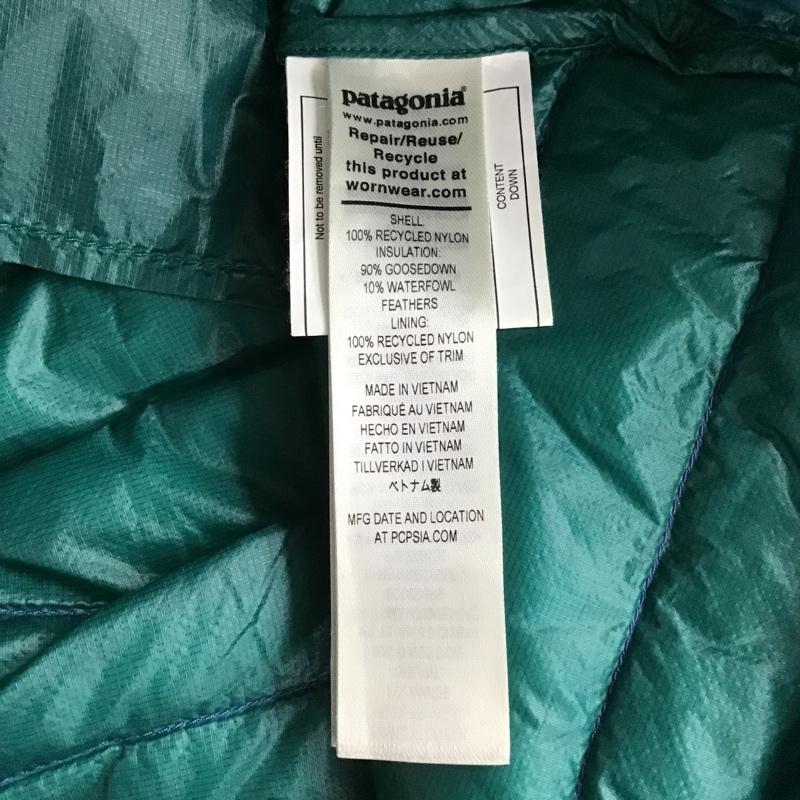 patagonia®
www.patagonia.com
Repair/Reuse/
Recycle
this product at
wornwear.com
SHELL:
100% RECYCLED NYLON
INSULATION:
90% GOOSEDOWN
10% WATERFOWL
FEATHERS
LINING:
100% RECYCLED NYLON
EXCLUSIVE OF TRIM
MADE IN VIETNAM
FABRIQUÉ AU VIETNAM
HECHO EN VIETNAM
FATTO IN VIETNAM
TILLVERKAD I VIETNAM
ベトナム製
MFG DATE AND LOCATION
AT PCPSIA.COM
Not to be removed until
CONTENT
DOWN